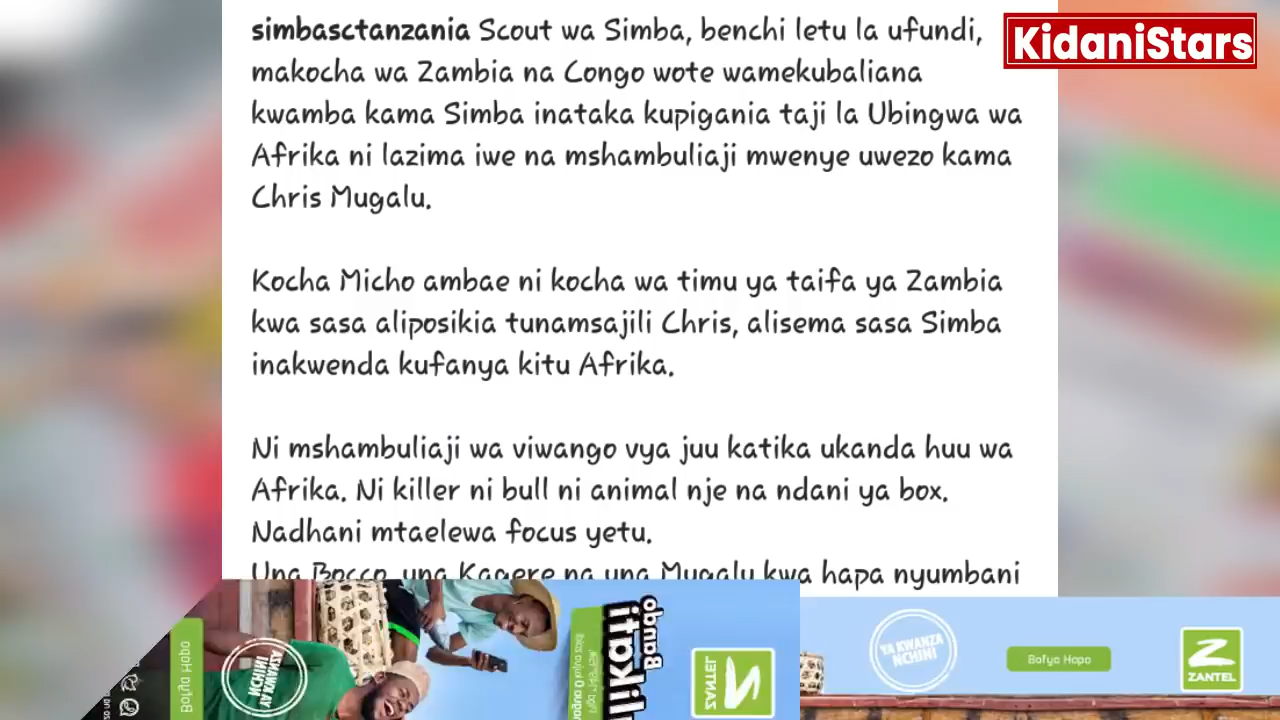 simbasctanzania Scout wa Simba, benchi letu la ufundi,
makocha wa Zambia na Congo wote wamekubaliana
kwamba kama Simba inataka kupigania taji la Ubingwa wa
Afrika ni lazima iwe na mshambuliaji mwenye uwezo kama
Chris Mugalu.
Kocha Micho ambae ni kocha wa timu ya taifa ya Zambia
kwa sasa aliposikia tunamsajili Chris, alisema sasa Simba
inakwenda kufanya kitu Afrika.
Ni mshambuliaji wa viwango vya juu katika ukanda huu wa
Afrika. Ni killer ni bull ni animal nje na ndani ya box.
Nadhani mtaelewa focus yetu.
Una Bocco, una Kagere na una Mugalu kwa hapa nyumbani
KidaniStars
Bofya Hapa
Bando
ZANTEL
YA KWANZA
NCHINI
Bofya Hapa
ZANTEL